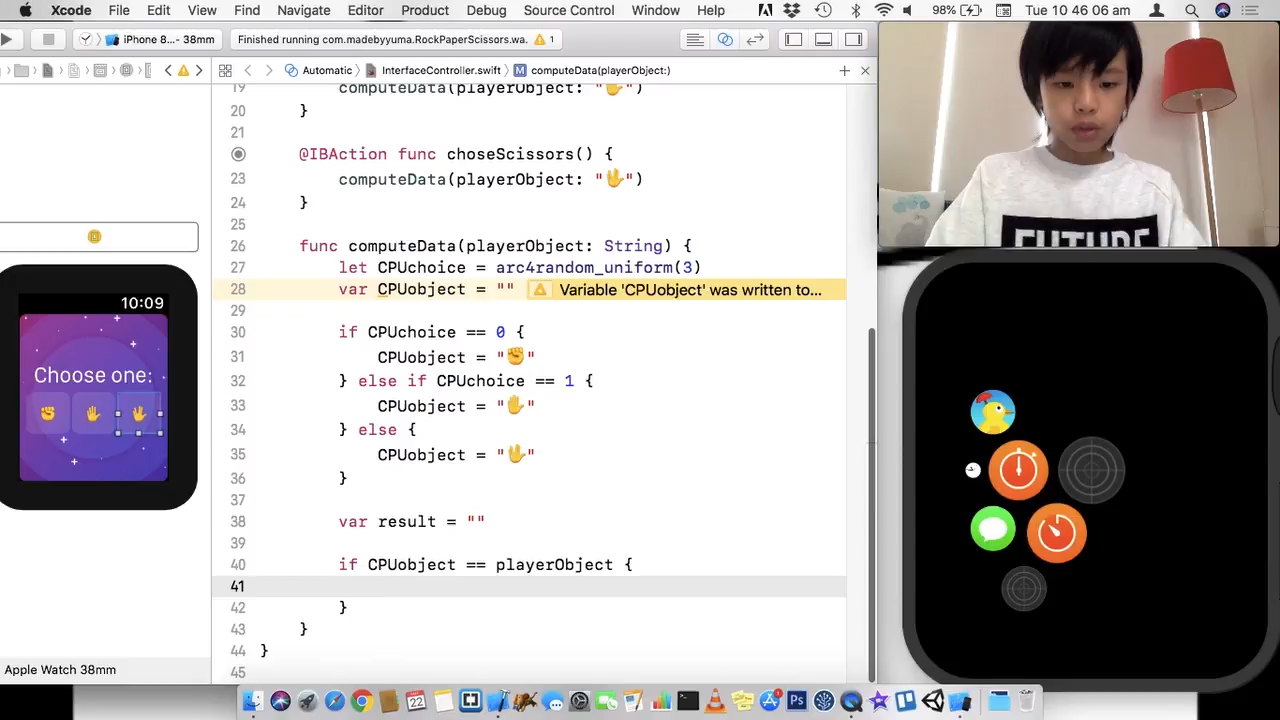 Xcode File Edit View Find Navigate Editor Product Debug Source Control Window Help 98% Tue 10 46 06 am
iPhone 8... - 38mm Finished running com.madebyyuma.RockPaperScissors.wa. 1
Automatic InterfaceController.swift M computeData(playerObject:)
19 computeData(playerObject: "✋")
20 }
21
@IBAction func choseScissors() {
23 computeData(playerObject: "🖖")
24 }
25
26 func computeData(playerObject: String) {
27 let CPUchoice = arc4random_uniform(3)
28 var CPUobject = "" Variable 'CPUobject' was written to...
29
30 if CPUchoice == 0 {
31 CPUobject = "✊"
32 } else if CPUchoice == 1 {
33 CPUobject = "✋"
34 } else {
35 CPUobject = "🖖"
36 }
37
38 var result = ""
39
40 if CPUobject == playerObject {
41
42 }
43 }
44 }
45
10:09
Choose one:
Apple Watch 38mm
FUTURE
22
Ps